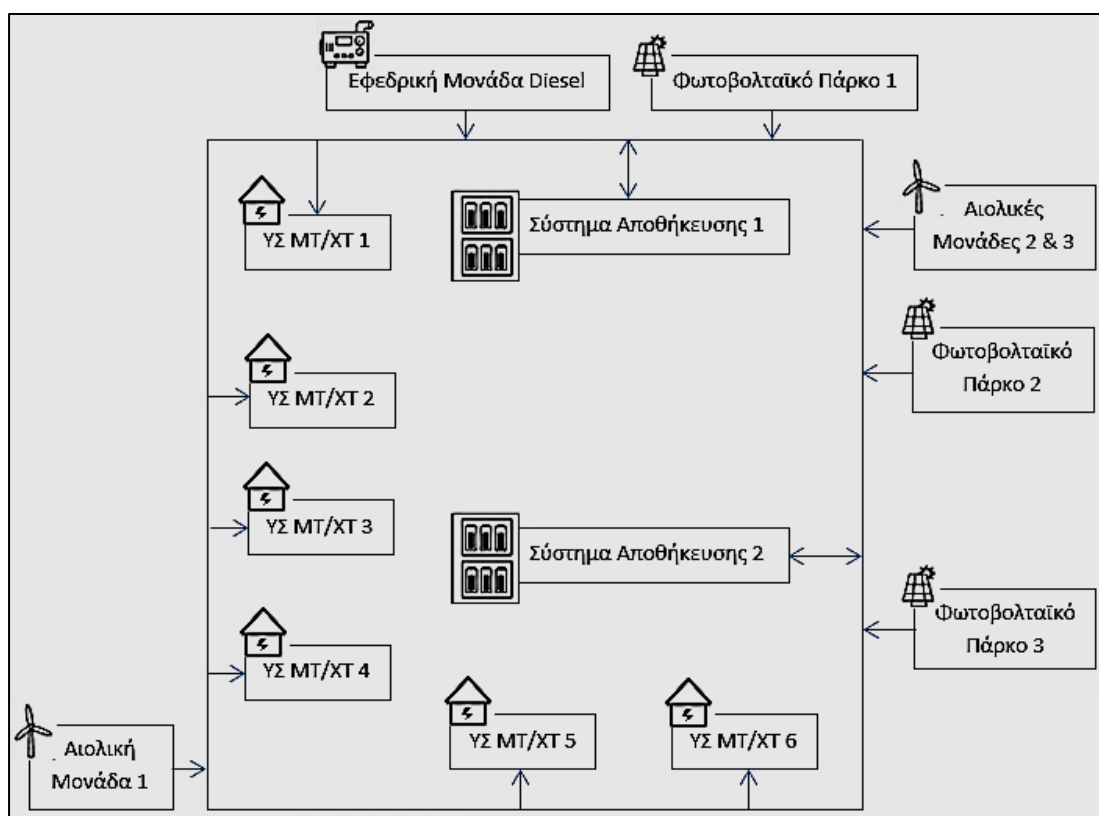 Εφεδρική Μονάδα Diesel
Φωτοβολταϊκό Πάρκο 1
ΥΣ ΜΤ/ΧΤ 1
Σύστημα Αποθήκευσης 1
Αιολικές
Μονάδες 2 & 3
ΥΣ ΜΤ/ΧΤ 2
Φωτοβολταϊκό
Πάρκο 2
ΥΣ ΜΤ/ΧΤ 3
Σύστημα Αποθήκευσης 2
Φωτοβολταϊκό
Πάρκο 3
ΥΣ ΜΤ/ΧΤ 4
Αιολική
Μονάδα 1
ΥΣ ΜΤ/ΧΤ 5
ΥΣ ΜΤ/ΧΤ 6